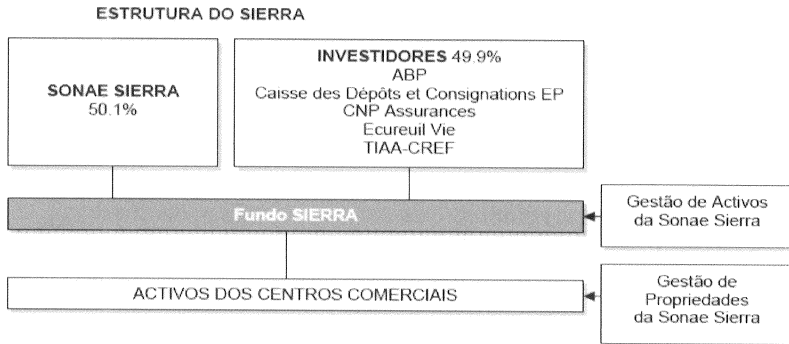 ESTRUTURA DO SIERRA
SONAE SIERRA
50.1%
INVESTIDORES 49.9%
ABP
Caisse des Dépôts et Consignations EP
CNP Assurances
Ecureuil Vie
TIAA-CREF
Fundo SIERRA
Gestão de Activos
da Sonae Sierra
ACTIVOS DOS CENTROS COMERCIAIS
Gestão de
Propriedades
da Sonae Sierra